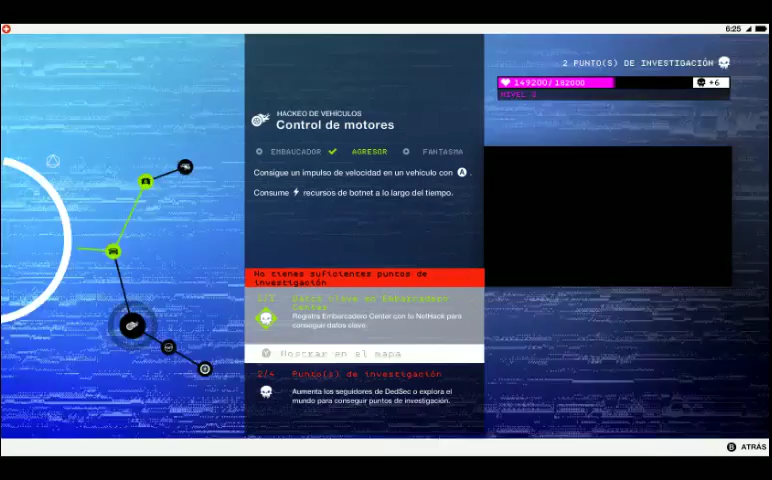 6:25
2 PUNTO(S) DE INVESTIGACIÓN
149200/182000
+6
HACKEO DE VEHÍCULOS
Control de motores
EMBAUCADOR
AGRESOR
FANTASMA
Consigue un impulso de velocidad en un vehículo con A .
Consume recursos de botnet a lo largo del tiempo.
No tienes suficientes puntos de
investigación
Datos clave en Embarcadero
Center
Registra Embarcadero Center con tu NetHack para
conseguir datos clave.
Mostrar en el mapa
2/4 Punto(s) de investigación
Aumenta los seguidores de DedSec o explora el
mundo para conseguir puntos de investigación.
B ATRÁS